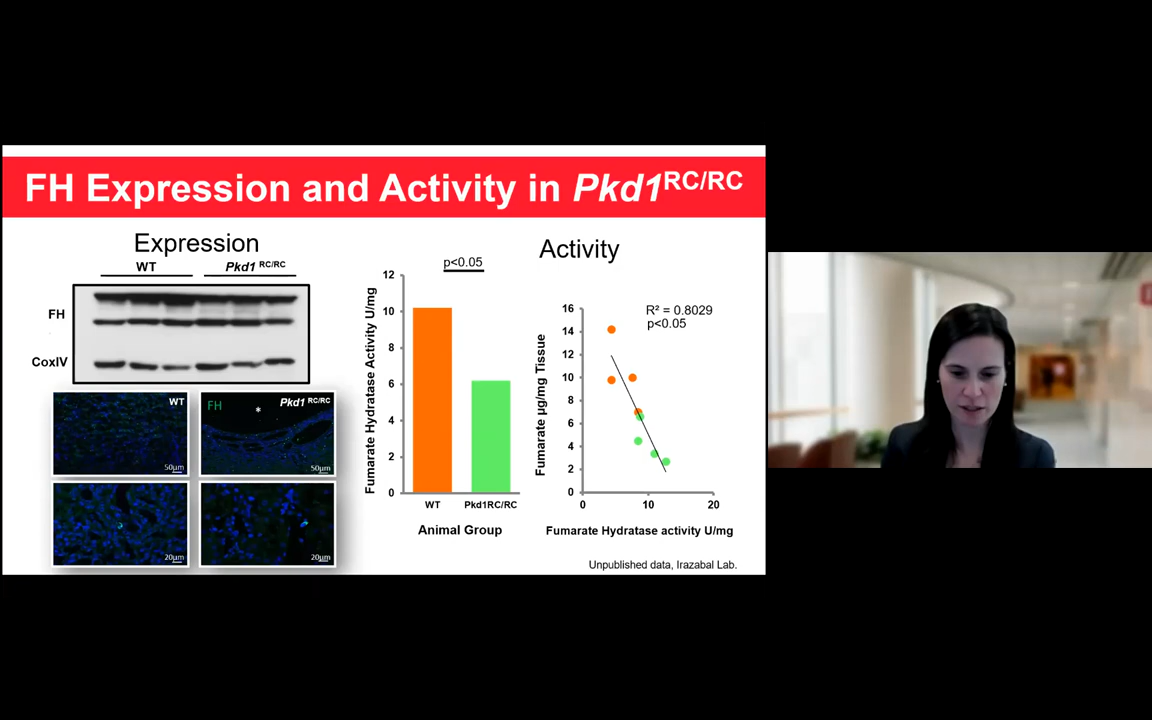 FH Expression and Activity in Pkd1RC/RC
Expression
WT
Pkd1 RC/RC
FH
CoxIV
WT
50µm
FH
*
Pkd1 RC/RC
50µm
20µm
20µm
Activity
p<0.05
Fumarate Hydratase Activity U/mg
12
10
8
6
4
2
0
WT
Pkd1RC/RC
Animal Group
R² = 0.8029
p<0.05
Fumarate µg/mg Tissue
16
14
12
10
8
6
4
2
0
0
10
20
Fumarate Hydratase activity U/mg
Unpublished data, Irazabal Lab.